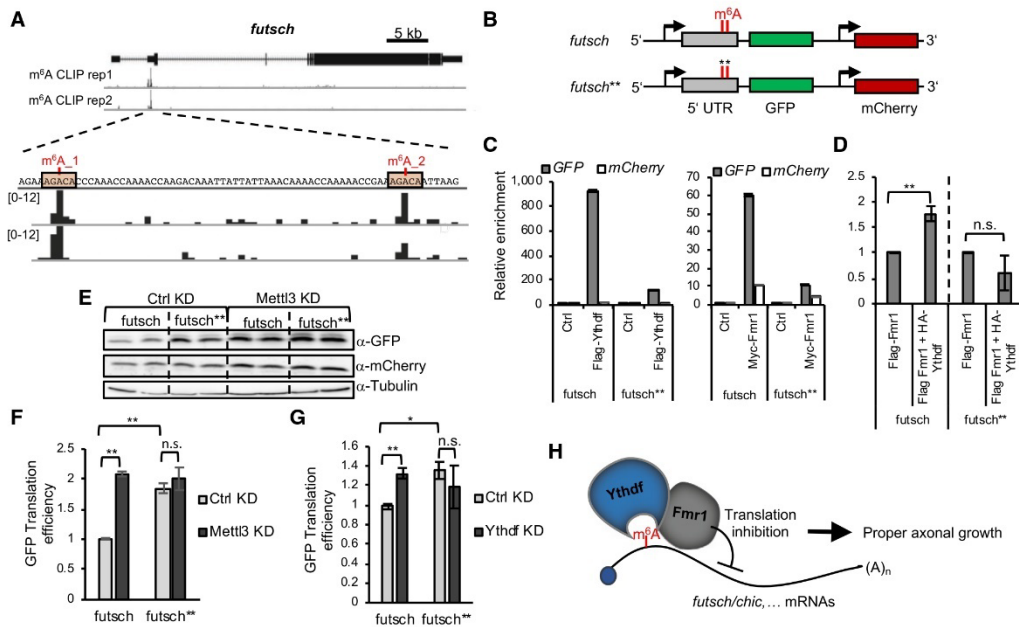 A
futsch
5 kb
m⁶A CLIP rep1
m⁶A CLIP rep2
m⁶A_1
m⁶A_2
AGAAAGACACCCAAACCAAAACCAAGACAAATTATTATTAAACAAAACCAAAAACCGAAAGACAATTAAG
[0-12]
[0-12]
B
m⁶A
futsch
5'
3'
**
futsch**
5'
3'
5' UTR
GFP
mCherry
C
GFP
mCherry
Relative enrichment
100,0
800
600
400
200
0
Ctrl
Flag-Ythdf
Ctrl
Flag-Ythdf
futsch
futsch**
GFP
mCherry
70
60
50
40
30
20
10
0
Ctrl
Myc-Fmr1
Ctrl
Myc-Fmr1
futsch
futsch**
D
2.5
2
1.5
1
0.5
0
**
n.s.
Flag-Fmr1
Flag Fmr1 + HA-
Ythdf
Flag-Fmr1
Flag Fmr1 + HA-
Ythdf
futsch
futsch**
E
Ctrl KD
Mettl3 KD
futsch
futsch**
futsch
futsch**
α-GFP
α-mCherry
α-Tubulin
F
GFP Translation
efficiency
2.5
2
1.5
1
0.5
0
**
**
n.s.
Ctrl KD
Mettl3 KD
futsch
futsch**
G
GFP Translation
efficiency
1.6
1.4
1.2
1
0.8
0.6
0.4
0.2
0
*
**
n.s.
Ctrl KD
Ythdf KD
futsch
futsch**
H
Ythdf
Fmr1
m⁶A
Translation
inhibition
Proper axonal growth
(A)n
futsch/chic,... mRNAs